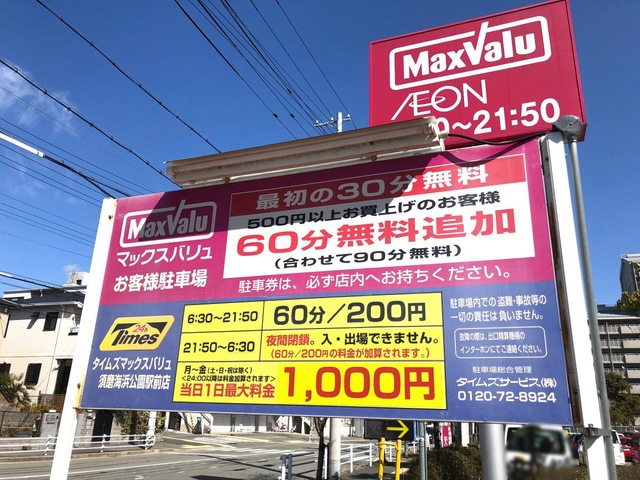 MaxValu
ÆON
0～21:50
MaxValu
マックスバリュ
お客様駐車場
最初の30分無料
500円以上お買上げのお客様
60分無料追加
(合わせて90分無料)
駐車券は、必ず店内へお持ちください。
24h
Times
タイムズマックスバリュ
須磨海浜公園駅前店
6:30～21:50
60分／200円
21:50～6:30
夜間閉鎖。入・出場できません。
(60分／200円の料金が加算されます。)
月～金(土・日・祝は除く)
<24:00以降は料金加算されます>
当日1日最大料金
1,000円
駐車場内での盗難・事故等の
一切の責任は負いません。
故障の際は、出口精算機横の
インターホンにてご連絡ください。
駐車場総合管理
タイムズサービス(株)
0120-72-8924